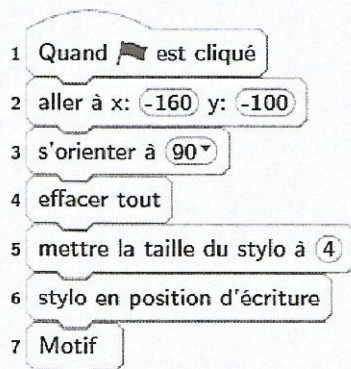 1 Quand est cliqué
2 aller à x: -160 y: -100
3 s'orienter à 90
4 effacer tout
5 mettre la taille du stylo à 4
6 stylo en position d'écriture
7 Motif